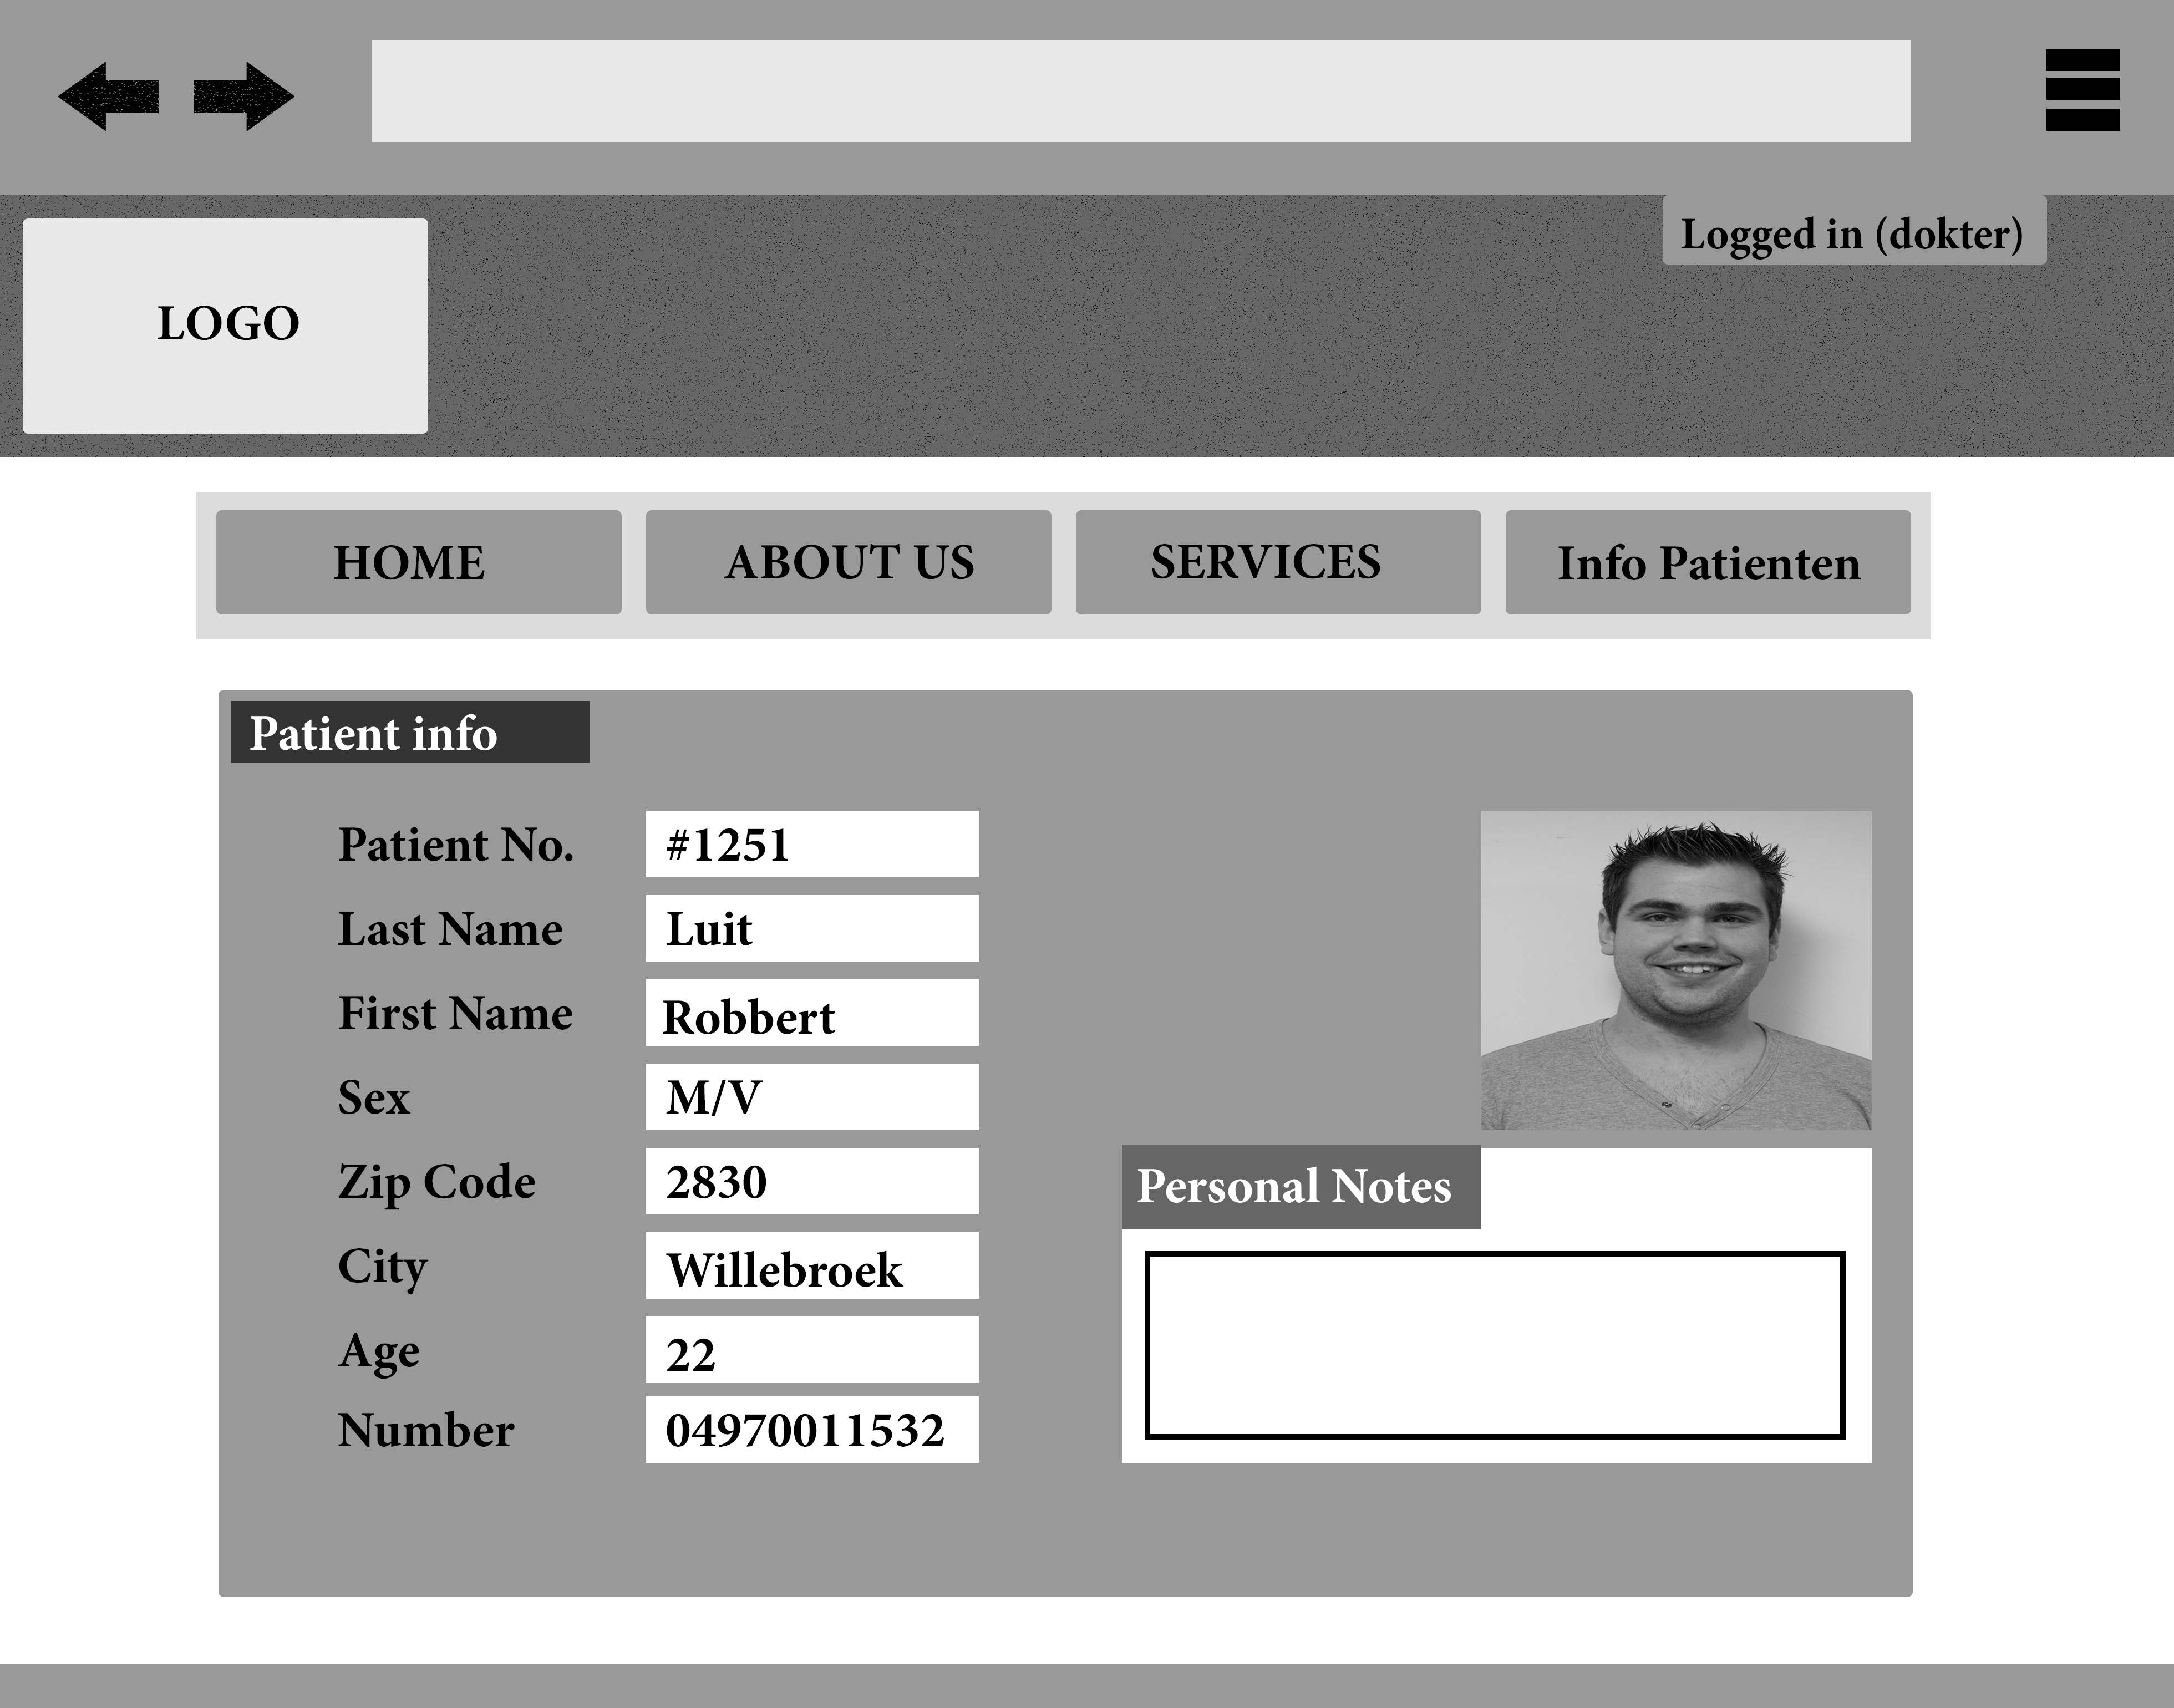 Logged in (dokter)
LOGO
HOME
ABOUT US
SERVICES
Info Patienten
Patient info
Patient No. #1251
Last Name Luit
First Name Robbert
Sex M/V
Zip Code 2830
City Willebroek
Age 22
Number 04970011532
Personal Notes